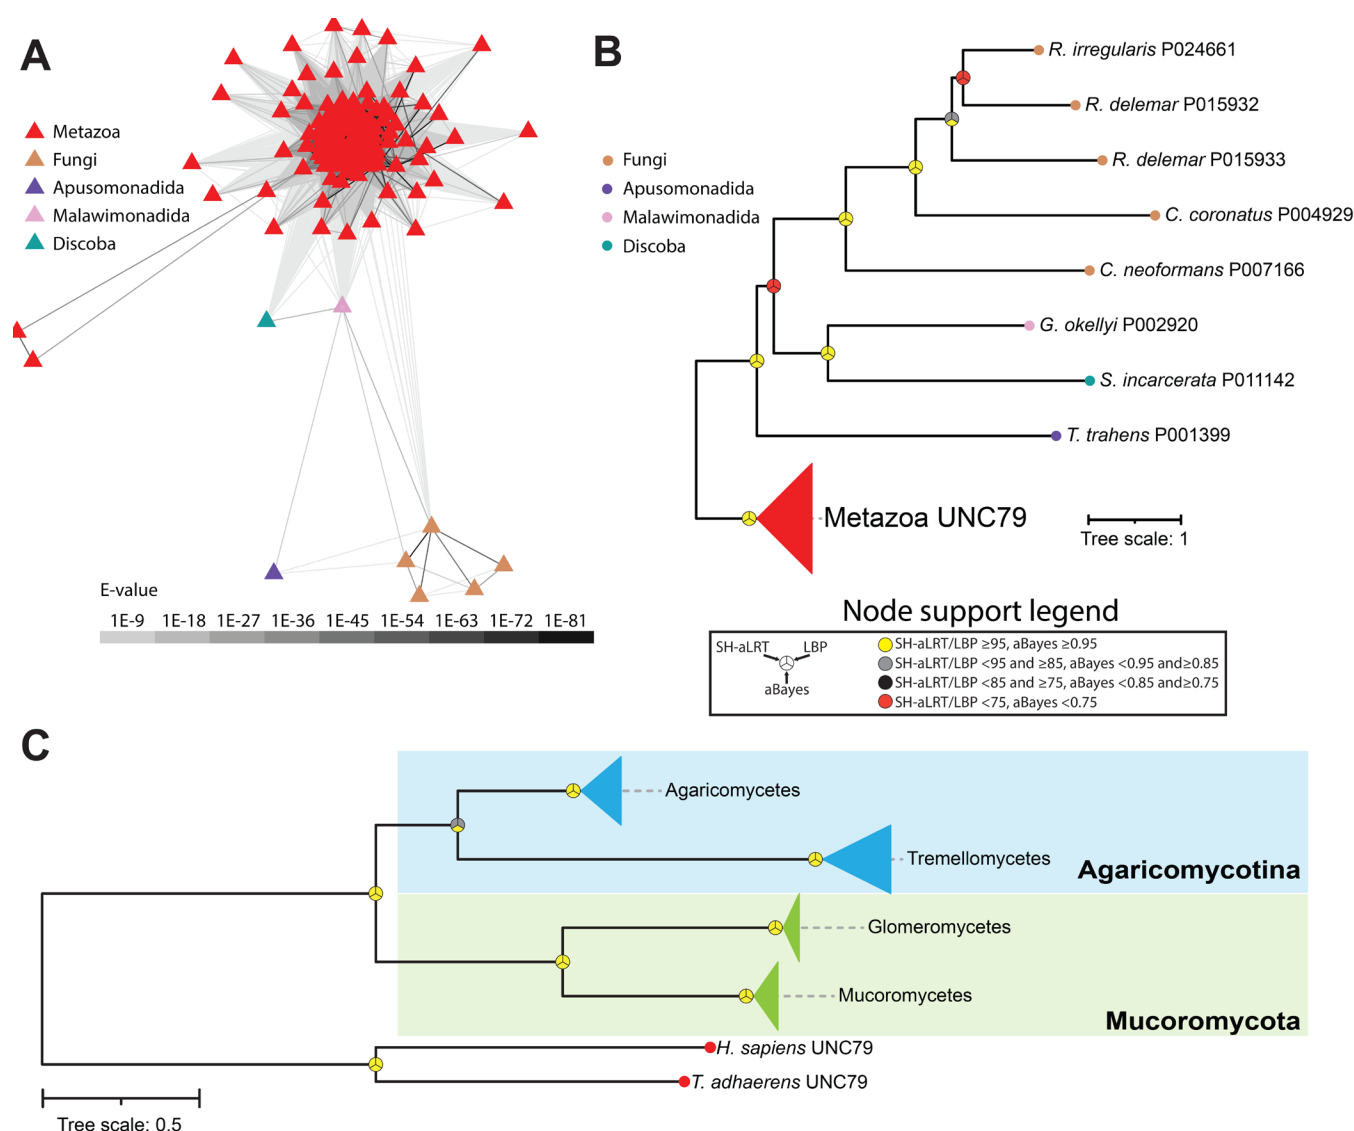 A
Metazoa
Fungi
Apusomonadida
Malawimonadida
Discoba
E-value
1E-9 1E-18 1E-27 1E-36 1E-45 1E-54 1E-63 1E-72 1E-81
B
Fungi
Apusomonadida
Malawimonadida
Discoba
R. irregularis P024661
R. delemar P015932
R. delemar P015933
C. coronatus P004929
C. neoformans P007166
G. okellyi P002920
S. incarcerata P011142
T. trahens P001399
Metazoa UNC79
Tree scale: 1
Node support legend
SH-aLRT LBP
aBayes
SH-aLRT/LBP ≥95, aBayes ≥0.95
SH-aLRT/LBP <95 and ≥85, aBayes <0.95 and≥0.85
SH-aLRT/LBP <85 and ≥75, aBayes <0.85 and≥0.75
SH-aLRT/LBP <75, aBayes <0.75
C
Agaricomycetes
Tremellomycetes
Agaricomycotina
Glomeromycetes
Mucoromycetes
Mucoromycota
H. sapiens UNC79
T. adhaerens UNC79
Tree scale: 0.5